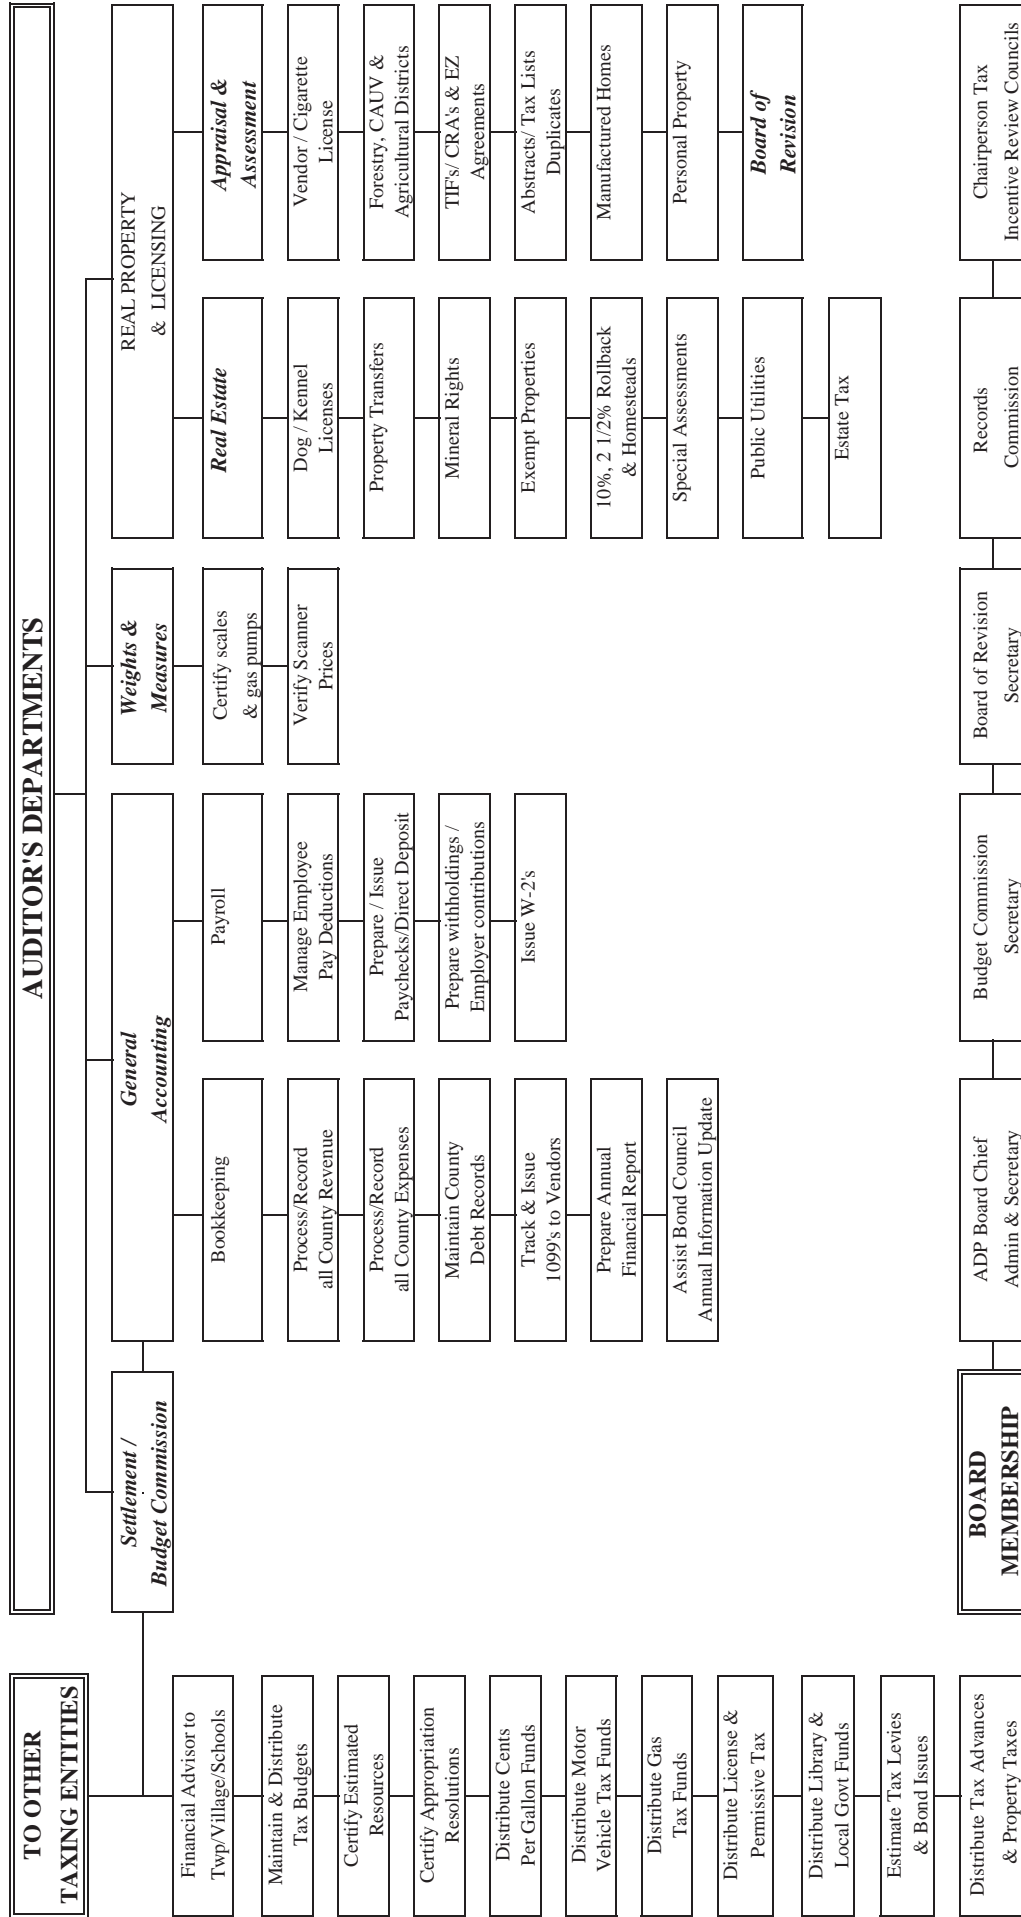 TO OTHER
TAXING ENTITIES
AUDITOR'S DEPARTMENTS
Settlement /
Budget Commission
General
Accounting
Weights &
Measures
REAL PROPERTY
& LICENSING
Financial Advisor to
Twp/Village/Schools
Maintain & Distribute
Tax Budgets
Certify Estimated
Resources
Certify Appropriation
Resolutions
Distribute Cents
Per Gallon Funds
Distribute Motor
Vehicle Tax Funds
Distribute Gas
Tax Funds
Distribute License &
Permissive Tax
Distribute Library &
Local Govt Funds
Estimate Tax Levies
& Bond Issues
Distribute Tax Advances
& Property Taxes
Bookkeeping
Process/Record
all County Revenue
Process/Record
all County Expenses
Maintain County
Debt Records
Track & Issue
1099's to Vendors
Prepare Annual
Financial Report
Assist Bond Council
Annual Information Update
Payroll
Manage Employee
Pay Deductions
Prepare / Issue
Paychecks/Direct Deposit
Prepare withholdings /
Employer contributions
Issue W-2's
Certify scales
& gas pumps
Verify Scanner
Prices
Real Estate
Dog / Kennel
Licenses
Property Transfers
Mineral Rights
Exempt Properties
10%, 2 1/2% Rollback
& Homesteads
Special Assessments
Public Utilities
Estate Tax
Appraisal &
Assessment
Vendor / Cigarette
License
Forestry, CAUV &
Agricultural Districts
TIF's/ CRA's & EZ
Agreements
Abstracts/ Tax Lists
Duplicates
Manufactured Homes
Personal Property
Board of
Revision
BOARD
MEMBERSHIP
ADP Board Chief
Admin & Secretary
Budget Commission
Secretary
Board of Revision
Secretary
Records
Commission
Chairperson Tax
Incentive Review Councils